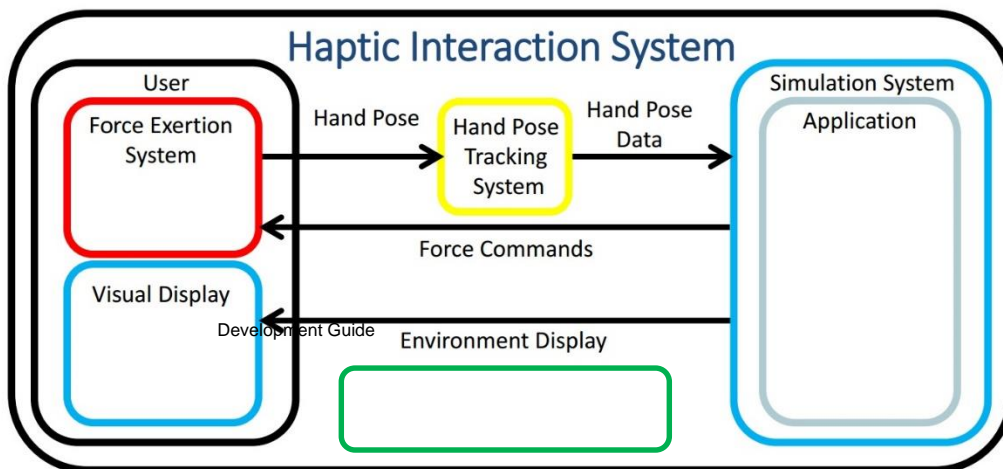 Haptic Interaction System
User
Simulation System
Force Exertion
System
Hand Pose
Hand Pose
Tracking
System
Hand Pose
Data
Application
Force Commands
Visual Display
Development Guide
Environment Display